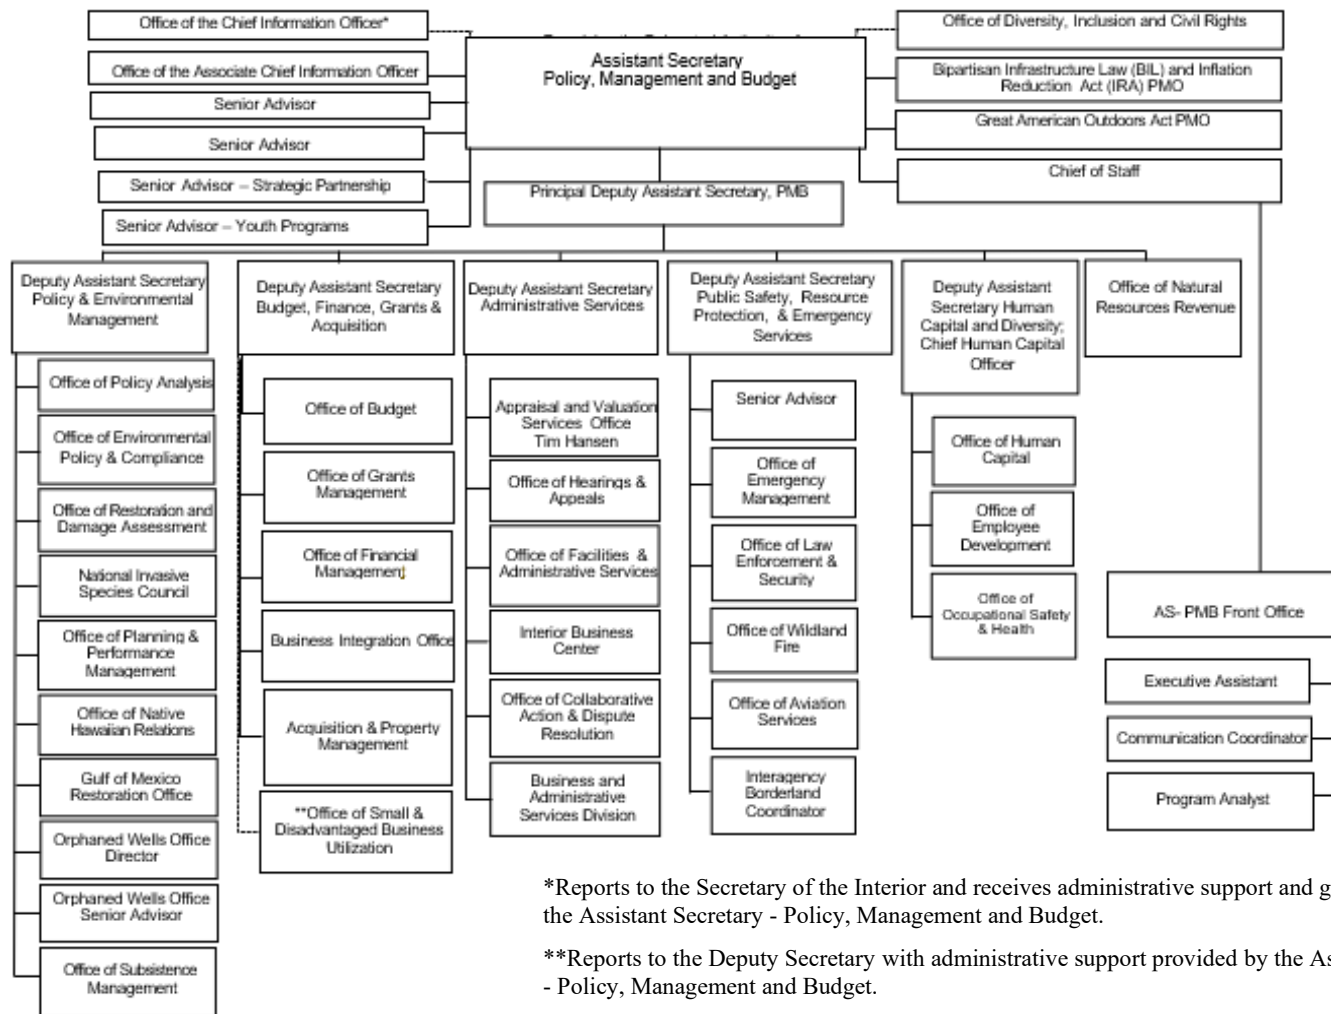 Office of the Chief Information Officer*
Office of the Associate Chief Information Officer
Senior Advisor
Senior Advisor
Senior Advisor – Strategic Partnership
Senior Advisor – Youth Programs
Assistant Secretary
Policy, Management and Budget
Principal Deputy Assistant Secretary, PMB
Office of Diversity, Inclusion and Civil Rights
Bipartisan Infrastructure Law (BIL) and Inflation
Reduction Act (IRA) PMO
Great American Outdoors Act PMO
Chief of Staff
Deputy Assistant Secretary
Policy & Environmental
Management
Office of Policy Analysis
Office of Environmental
Policy & Compliance
Office of Restoration and
Damage Assessment
National Invasive
Species Council
Office of Planning &
Performance
Management
Office of Native
Hawaiian Relations
Gulf of Mexico
Restoration Office
Orphaned Wells Office
Director
Orphaned Wells Office
Senior Advisor
Office of Subsistence
Management
Deputy Assistant Secretary
Budget, Finance, Grants &
Acquisition
Office of Budget
Office of Grants
Management
Office of Financial
Management
Business Integration Office
Acquisition & Property
Management
**Office of Small &
Disadvantaged Business
Utilization
Deputy Assistant Secretary
Administrative Services
Appraisal and Valuation
Services Office
Tim Hansen
Office of Hearings &
Appeals
Office of Facilities &
Administrative Services
Interior Business
Center
Office of Collaborative
Action & Dispute
Resolution
Business and
Administrative
Services Division
Deputy Assistant Secretary
Public Safety, Resource
Protection, & Emergency
Services
Senior Advisor
Office of
Emergency
Management
Office of Law
Enforcement &
Security
Office of Wildland
Fire
Office of Aviation
Services
Interagency
Borderland
Coordinator
Deputy Assistant
Secretary Human
Capital and Diversity;
Chief Human Capital
Officer
Office of Human
Capital
Office of
Employee
Development
Office of
Occupational Safety
& Health
Office of Natural
Resources Revenue
AS- PMB Front Office
Executive Assistant
Communication Coordinator
Program Analyst
*Reports to the Secretary of the Interior and receives administrative support and g
the Assistant Secretary - Policy, Management and Budget.
**Reports to the Deputy Secretary with administrative support provided by the As
- Policy, Management and Budget.